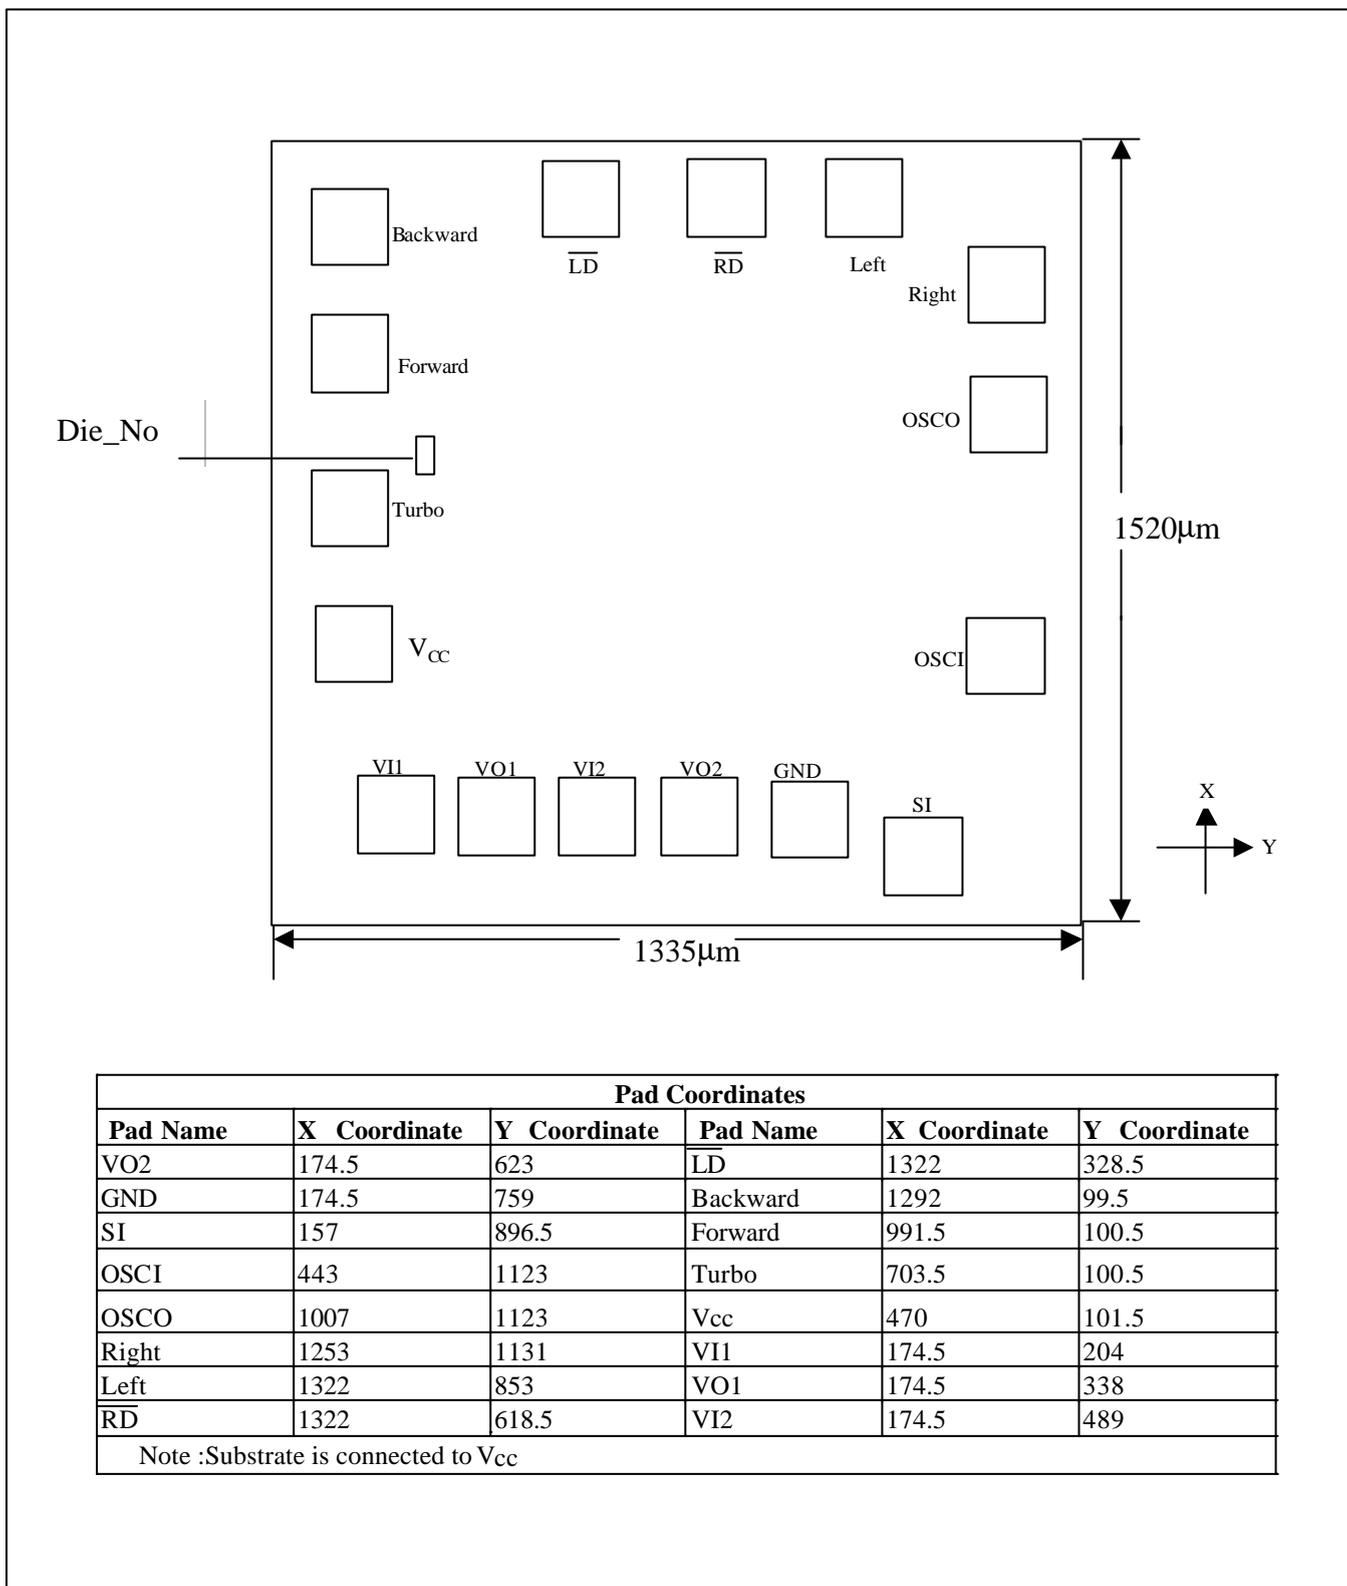 Backward
L̅D̅
R̅D̅
Left
Right
Forward
OSCO
Die_No
Turbo
1520μm
VCC
OSCI
VI1 VO1 VI2 VO2 GND
SI
X
Y
1335μm
Pad Coordinates
Pad Name X Coordinate Y Coordinate Pad Name X Coordinate Y Coordinate
VO2 174.5 623 L̅D̅ 1322 328.5
GND 174.5 759 Backward 1292 99.5
SI 157 896.5 Forward 991.5 100.5
OSCI 443 1123 Turbo 703.5 100.5
OSCO 1007 1123 Vcc 470 101.5
Right 1253 1131 VI1 174.5 204
Left 1322 853 VO1 174.5 338
R̅D̅ 1322 618.5 VI2 174.5 489
Note :Substrate is connected to Vcc